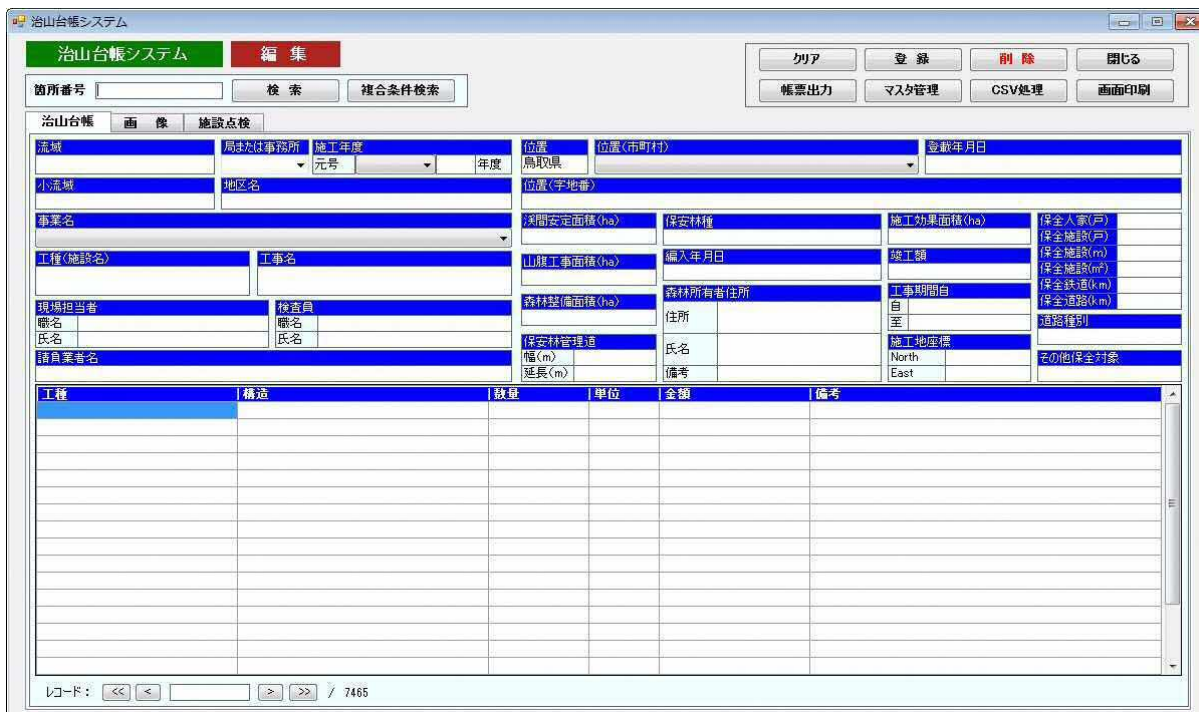 治山台帳システム
治山台帳システム 編 集
クリア 登 録 削 除 閉じる
箇所番号 検 索 複合条件検索
帳票出力 マスタ管理 CSV処理 画面印刷
治山台帳 画 像 施設点検
流域 局または事務所 施工年度 位置 位置(市町村) 登載年月日
元号 年度 鳥取県
小流域 地区名 位置(字地番)
事業名 渓間安定面積(ha) 保安林種 施工効果面積(ha) 保全人家(戸)
保全施設(戸)
工種(施設名) 工事名 山腹工事面積(ha) 編入年月日 竣工額 保全施設(m)
保全施設(㎡)
森林整備面積(ha) 森林所有者住所 工事期間自 保全鉄道(km)
現場担当者 検査員 住所 自 保全道路(km)
職名 職名 至 道路種別
氏名 氏名 保安林管理道 氏名 施工地座標
請負業者名 幅(m) North その他保全対象
延長(m) 備考 East
工種 構造 数量 単位 金額 備考
レコード: << < > >> / 7465